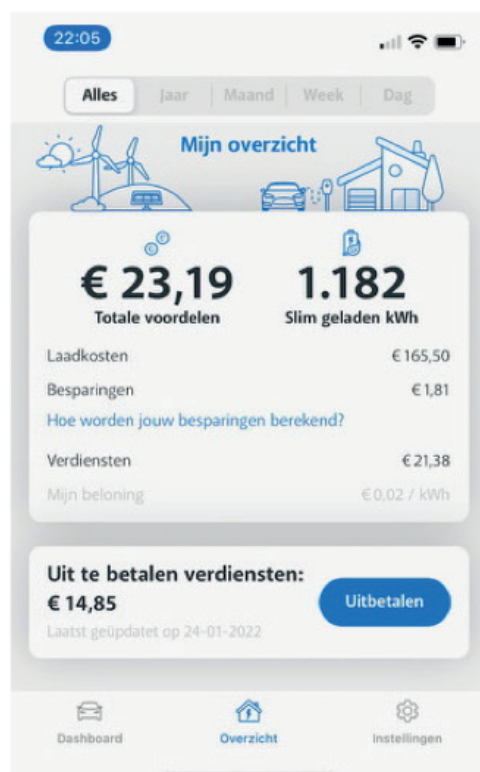 22:05
Alles Jaar Maand Week Dag
Mijn overzicht
€ 23,19 1.182
Totale voordelen Slim geladen kWh
Laadkosten € 165,50
Besparingen € 1,81
Hoe worden jouw besparingen berekend?
Verdiensten € 21,38
Mijn beloning € 0,02 / kWh
Uit te betalen verdiensten:
€ 14,85
Uitbetalen
Laatst geüpdatet op 24-01-2022
Dashboard Overzicht Instellingen